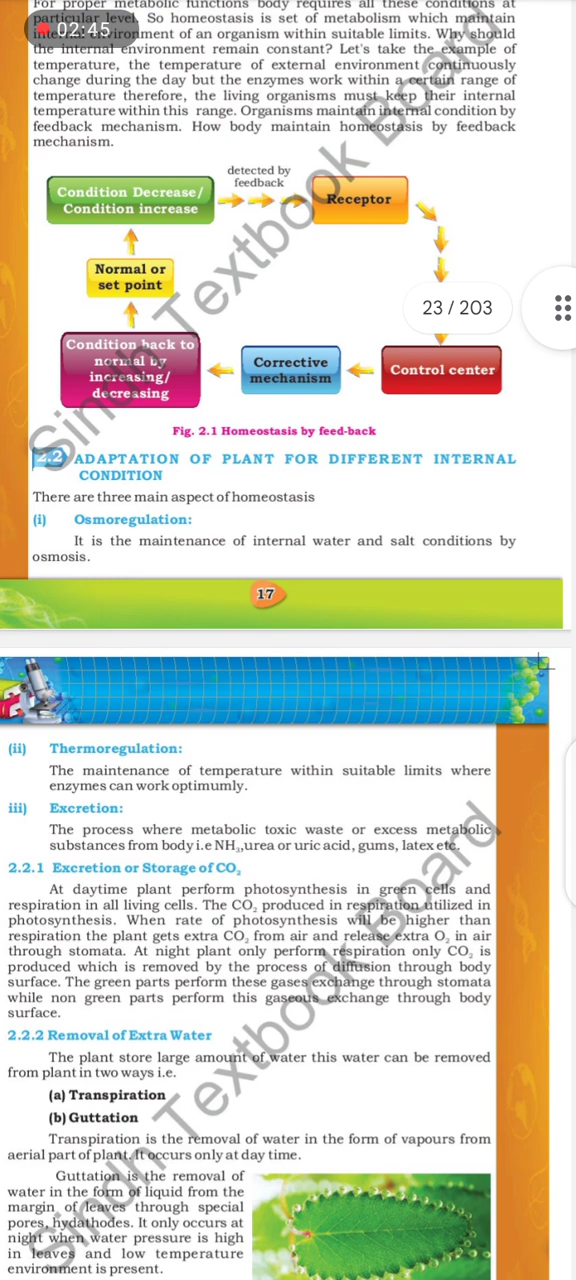 For proper metabolic functions body requires all these conditions at
particular level. So homeostasis is set of metabolism which maintain
environment of an organism within suitable limits. Why should
02:45
the internal environment remain constant? Let's take the example of
temperature, the temperature of external environment continuously
change during the day but the enzymes work within a certain range of
temperature therefore, the living organisms must keep their internal
temperature within this range. Organisms maintain internal condition by
feedback mechanism. How body maintain homeostasis by feedback
mechanism.
Condition Decrease/
Condition increase
detected by
feedback
Receptor
Normal or
set point
23 / 203
Condition back to
normal by
increasing/
decreasing
Corrective
mechanism
Control center
Fig. 2.1 Homeostasis by feed-back
2.2 ADAPTATION OF PLANT FOR DIFFERENT INTERNAL
CONDITION
There are three main aspect of homeostasis
(i) Osmoregulation:
It is the maintenance of internal water and salt conditions by
osmosis.
17
Sindh Textbook Board
(ii) Thermoregulation:
The maintenance of temperature within suitable limits where
enzymes can work optimumly.
iii) Excretion:
The process where metabolic toxic waste or excess metabolic
substances from body i.e NH₃,urea or uric acid, gums, latex etc.
2.2.1 Excretion or Storage of CO₂
At daytime plant perform photosynthesis in green cells and
respiration in all living cells. The CO₂ produced in respiration utilized in
photosynthesis. When rate of photosynthesis will be higher than
respiration the plant gets extra CO₂ from air and release extra O₂ in air
through stomata. At night plant only perform respiration only CO₂ is
produced which is removed by the process of diffusion through body
surface. The green parts perform these gases exchange through stomata
while non green parts perform this gaseous exchange through body
surface.
2.2.2 Removal of Extra Water
The plant store large amount of water this water can be removed
from plant in two ways i.e.
(a) Transpiration
(b) Guttation
Transpiration is the removal of water in the form of vapours from
aerial part of plant. It occurs only at day time.
Guttation is the removal of
water in the form of liquid from the
margin of leaves through special
pores, hydathodes. It only occurs at
night when water pressure is high
in leaves and low temperature
environment is present.
Sindh Textbook Board